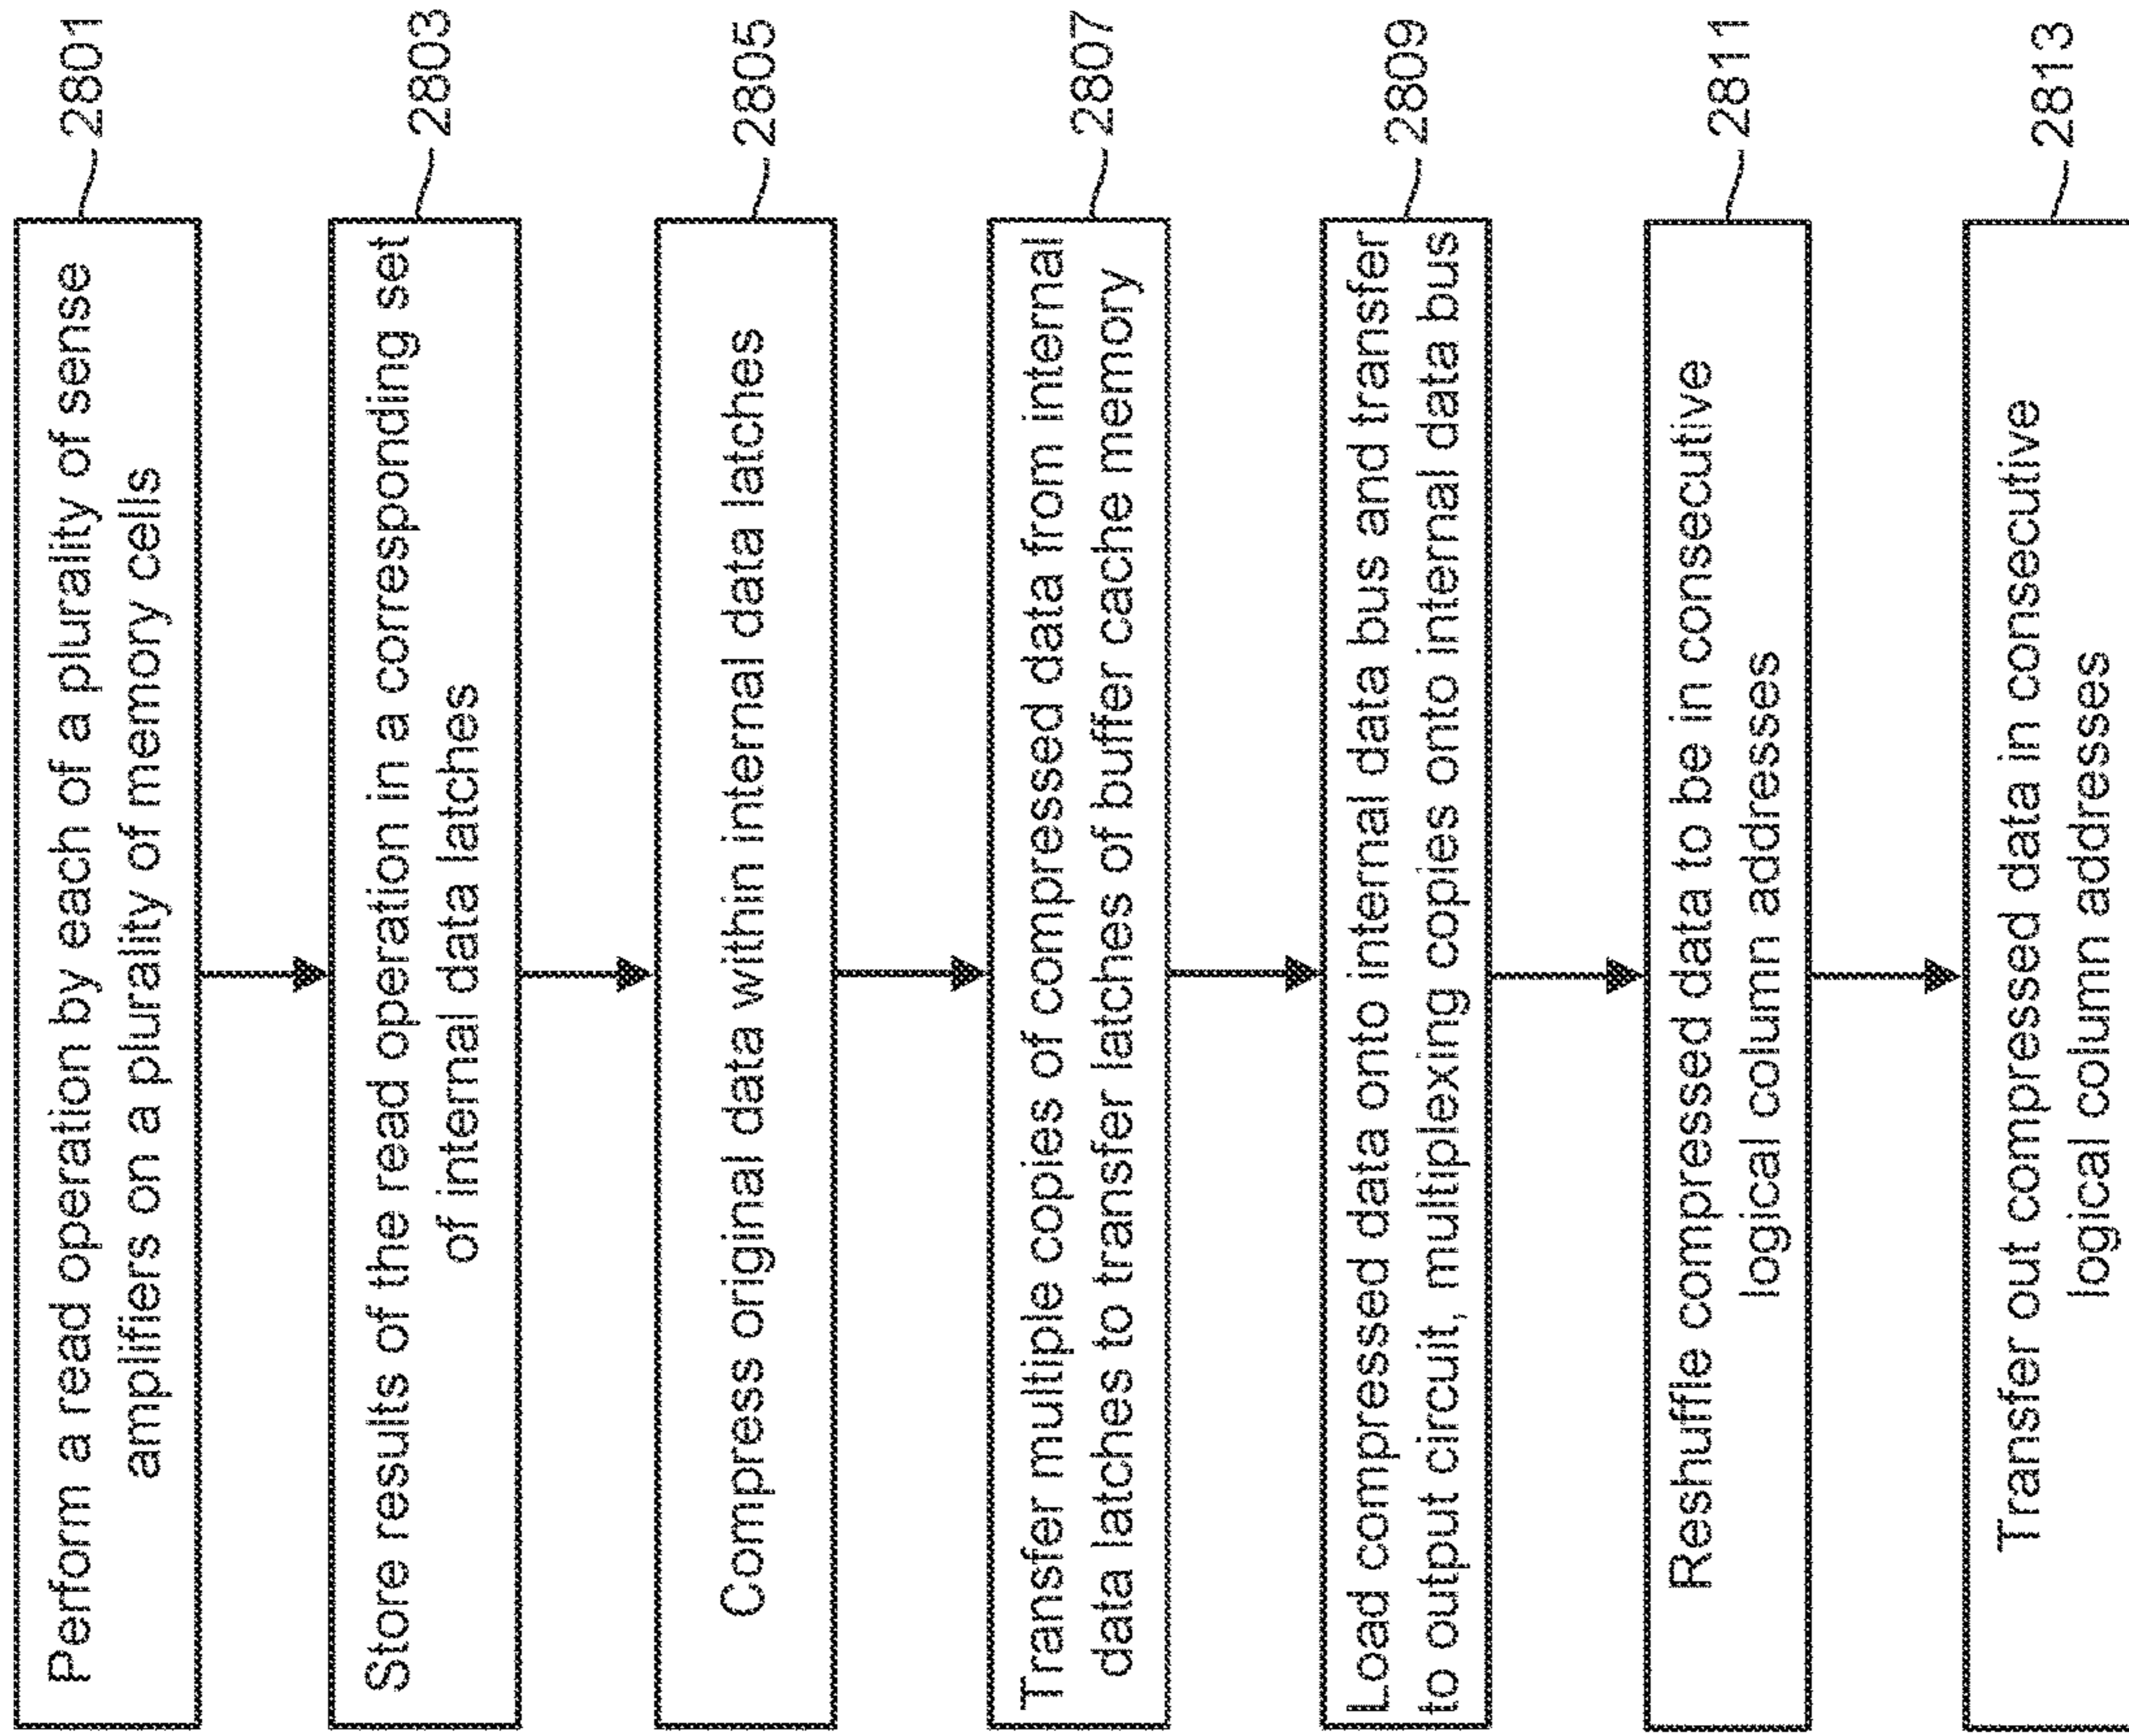 Perform a read operation by each of a plurality of sense
amplifiers on a plurality of memory cells
2801
Store results of the read operation in a corresponding set
of internal data latches
2803
Compress original data within internal data latches
2805
Transfer multiple copies of compressed data from internal
data latches to transfer latches of buffer cache memory
2807
Load compressed data onto internal data bus and transfer
to output circuit, multiplexing copies onto internal data bus
2809
Reshuffle compressed data to be in consecutive
logical column addresses
2811
Transfer out compressed data in consecutive
logical column addresses
2813